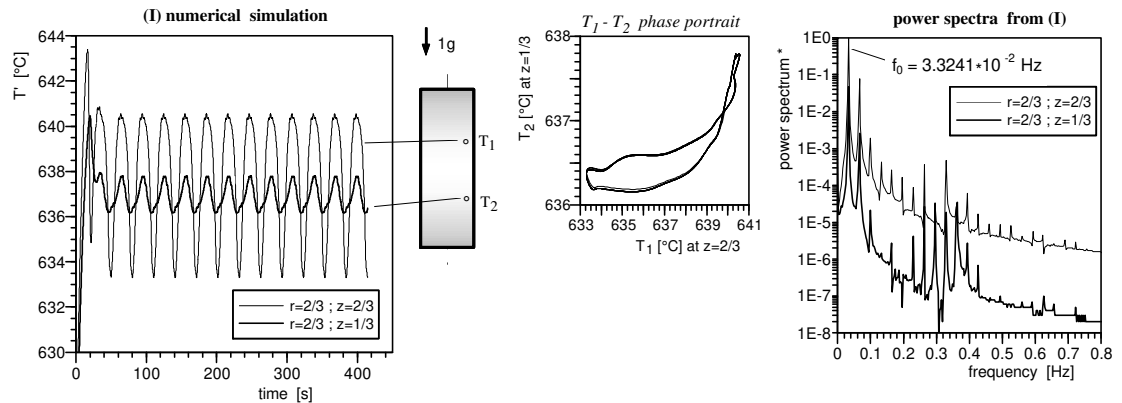 (I) numerical simulation
T' [°C]
644
642
640
638
636
634
632
630
0
100
200
300
400
time [s]
r=2/3 ; z=2/3
r=2/3 ; z=1/3
1g
T1
T2
T1 - T2 phase portrait
T2 [°C] at z=1/3
638
637
636
633
635
637
639
641
T1 [°C] at z=2/3
power spectra from (I)
power spectrum *
1E0
1E-1
1E-2
1E-3
1E-4
1E-5
1E-6
1E-7
1E-8
f0 = 3.3241*10 -2 Hz
r=2/3 ; z=2/3
r=2/3 ; z=1/3
0
0.1
0.2
0.3
0.4
0.5
0.6
0.7
0.8
frequency [Hz]